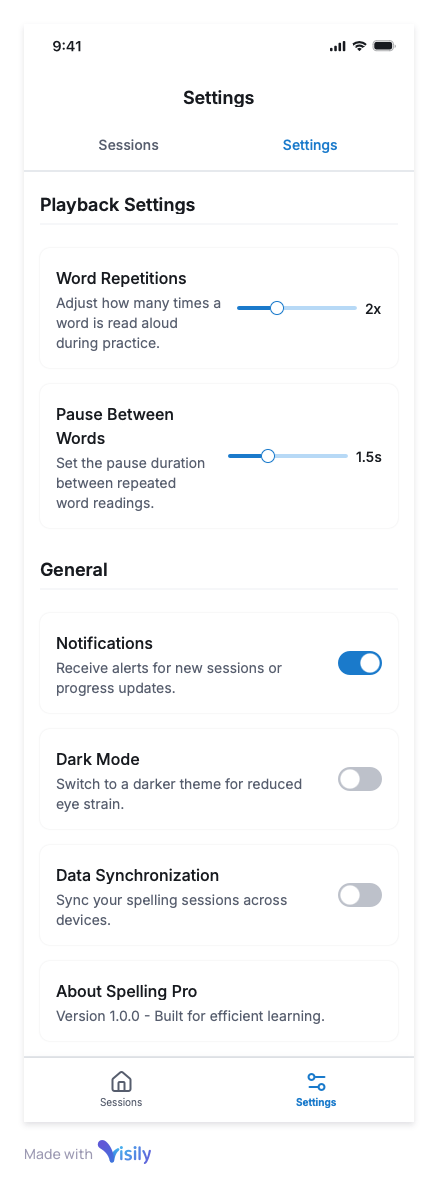 9:41
Settings
Sessions
Settings
Playback Settings
Word Repetitions
Adjust how many times a
word is read aloud
during practice.
2x
Pause Between
Words
Set the pause duration
between repeated
word readings.
1.5s
General
Notifications
Receive alerts for new sessions or
progress updates.
Dark Mode
Switch to a darker theme for reduced
eye strain.
Data Synchronization
Sync your spelling sessions across
devices.
About Spelling Pro
Version 1.0.0 - Built for efficient learning.
Sessions
Settings
Made with Visily